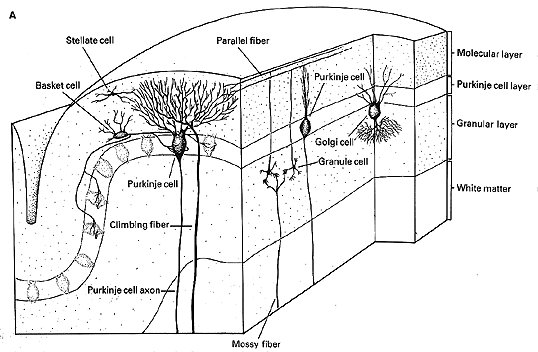 A
Stellate cell
Parallel fiber
Molecular layer
Basket cell
Purkinje cell
Purkinje cell layer
Golgi cell
Granular layer
Granule cell
Purkinje cell
White matter
Climbing fiber
Purkinje cell axon
Mossy fiber